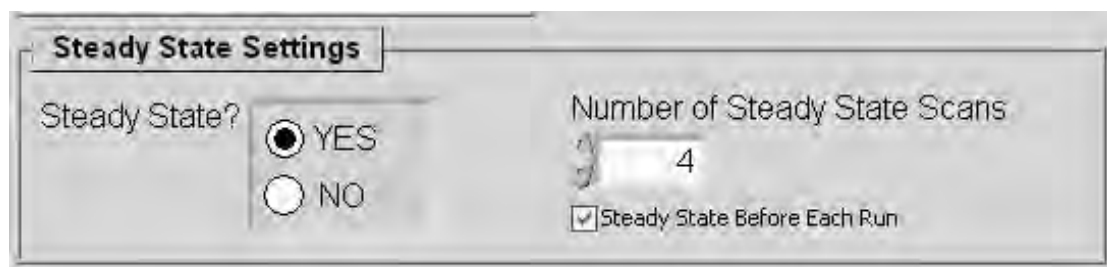 Steady State Settings
Steady State?
YES
NO
Number of Steady State Scans
4
Steady State Before Each Run